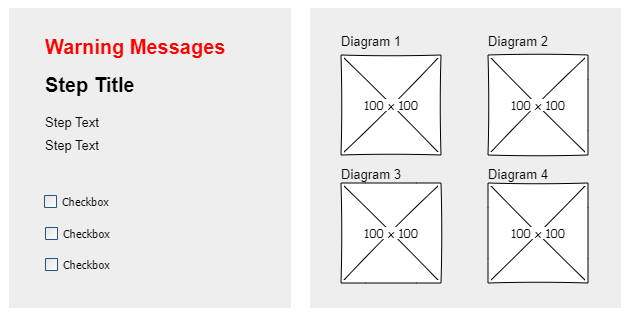 Warning Messages
Step Title
Step Text
Step Text
Checkbox
Checkbox
Checkbox
Diagram 1
Diagram 2
100 x 100
100 x 100
Diagram 3
Diagram 4
100 x 100
100 x 100